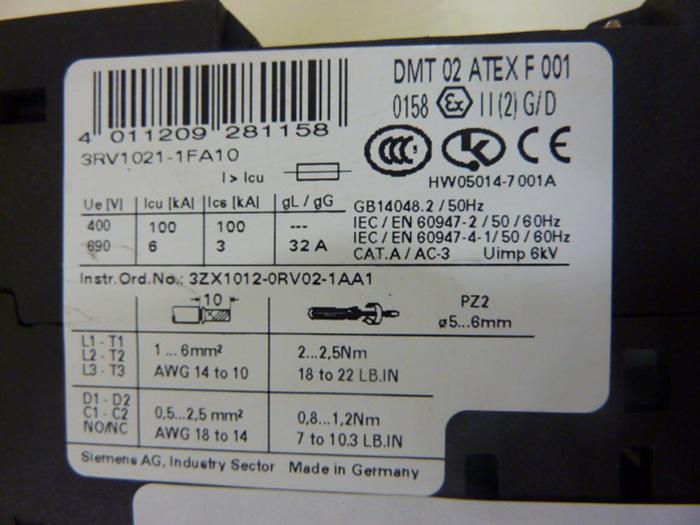 DMT 02 ATEX F 001
0158 Ex II (2) G/D
4 011209 281158
3RV1021-1FA10
I > Icu
CCC
CE
HW05014-7 001A
Ue [V] Icu [kA] Ics [kA] gL / gG
400 100 100 ---
690 6 3 32 A
GB14048.2 / 50Hz
IEC / EN 60947-2 / 50 / 60Hz
IEC / EN 60947-4-1/ 50 / 60Hz
CAT.A / AC-3 Uimp 6kV
Instr.Ord.No.: 3ZX1012-0RV02-1AA1
10
PZ2
ø5...6mm
L1 - T1
L2 - T2
L3 - T3
1 ...6mm²
AWG 14 to 10
2...2,5Nm
18 to 22 LB.IN
D1 - D2
C1 - C2
NO/NC
0,5...2,5 mm²
AWG 18 to 14
0,8...1,2Nm
7 to 10.3 LB.IN
Siemens AG, Industry Sector Made in Germany